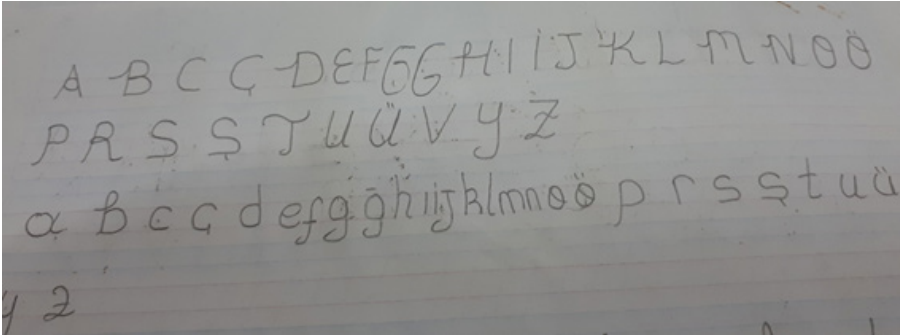 A B C Ç D E F G Ğ H I İ J K L M N O Ö
P R S Ş T U Ü V Y Z
a b c ç d e f g ğ h ı i j k l m n o ö p r s ş t u ü
y z